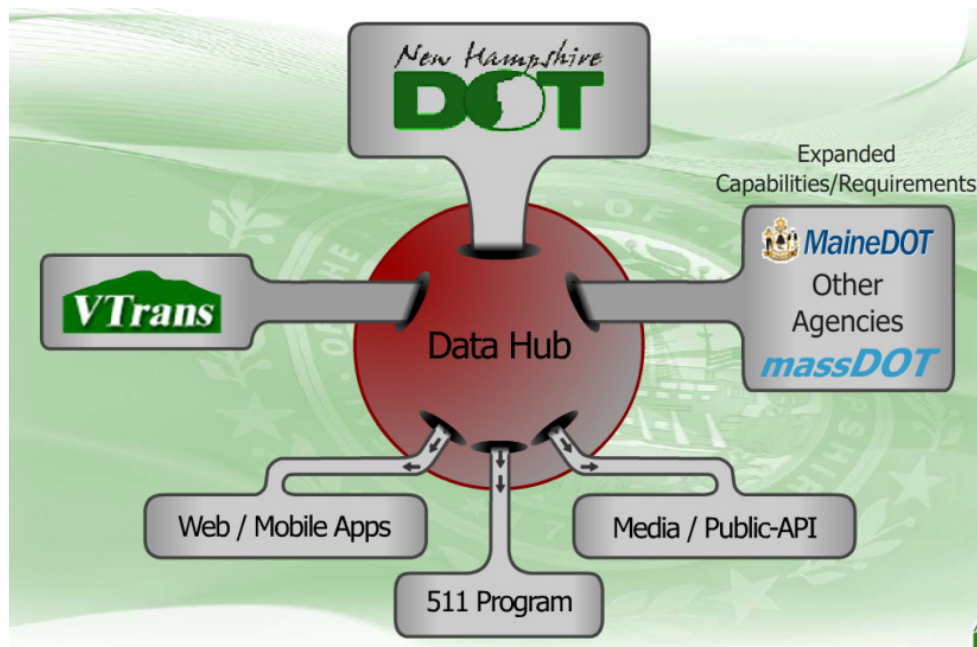 New Hampshire
DOT
Expanded
Capabilities/Requirements
MaineDOT
Other
Agencies
massDOT
VTrans
Data Hub
Web / Mobile Apps
Media / Public-API
511 Program